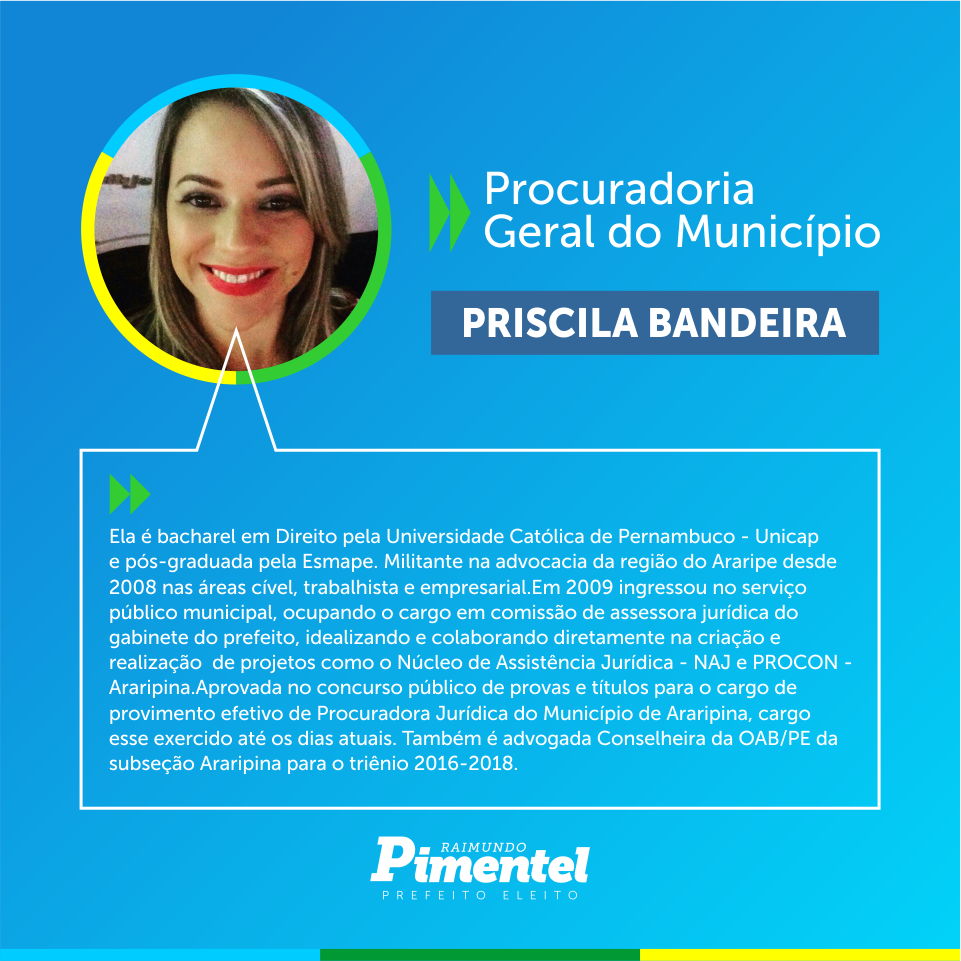 Procuradoria
Geral do Município
PRISCILA BANDEIRA
Ela é bacharel em Direito pela Universidade Católica de Pernambuco - Unicap
e pós-graduada pela Esmape. Militante na advocacia da região do Araripe desde
2008 nas áreas cível, trabalhista e empresarial.Em 2009 ingressou no serviço
público municipal, ocupando o cargo em comissão de assessora jurídica do
gabinete do prefeito, idealizando e colaborando diretamente na criação e
realização  de projetos como o Núcleo de Assistência Jurídica - NAJ e PROCON -
Araripina.Aprovada no concurso público de provas e títulos para o cargo de
provimento efetivo de Procuradora Jurídica do Município de Araripina, cargo
esse exercido até os dias atuais. Também é advogada Conselheira da OAB/PE da
subseção Araripina para o triênio 2016-2018.
RAIMUNDO
Pimentel
PREFEITO ELEITO